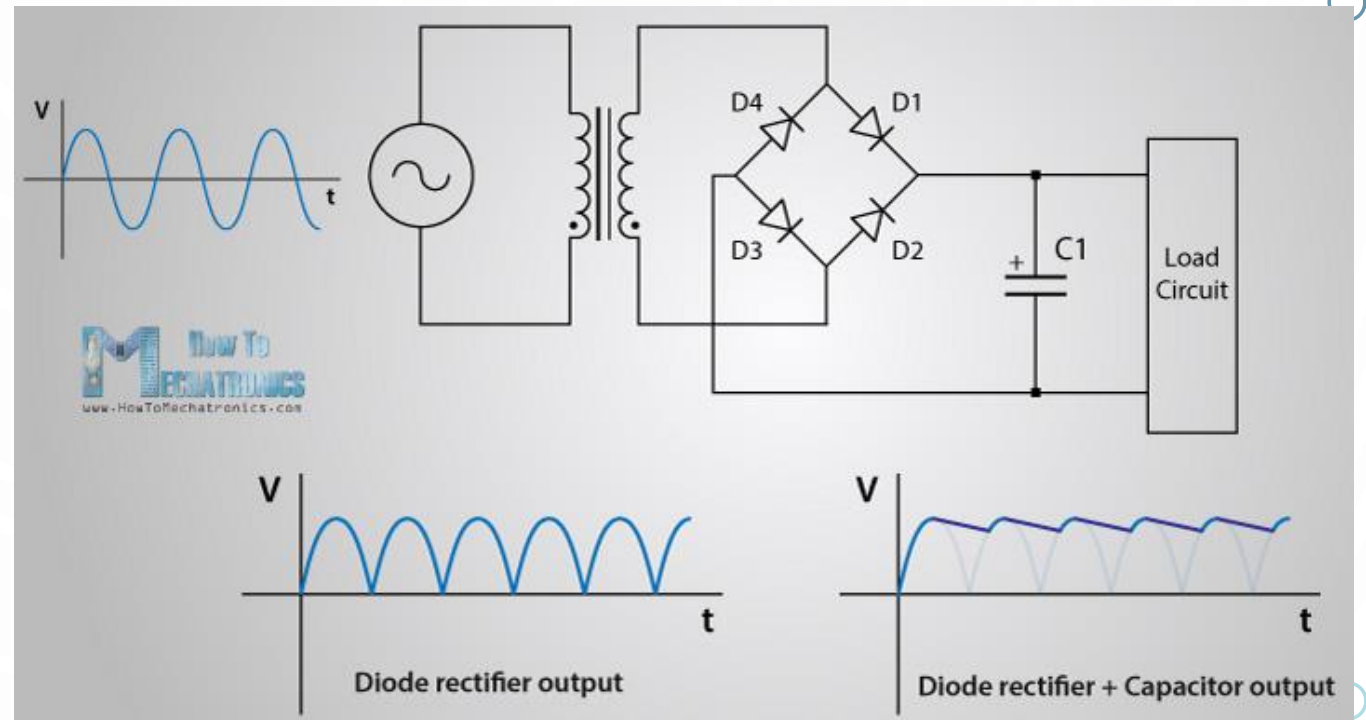 V
t
D4
D1
D3
D2
+
C1
Load
Circuit
How To
MECHATRONICS
www.HowToMechatronics.com
V
t
Diode rectifier output
V
t
Diode rectifier + Capacitor output